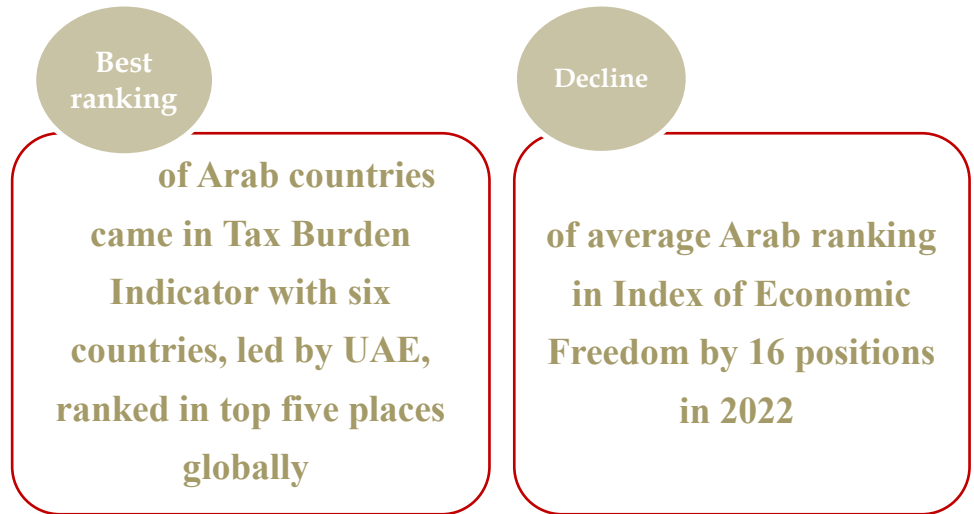 Best
ranking
of Arab countries
came in Tax Burden
Indicator with six
countries, led by UAE,
ranked in top five places
globally
Decline
of average Arab ranking
in Index of Economic
Freedom by 16 positions
in 2022